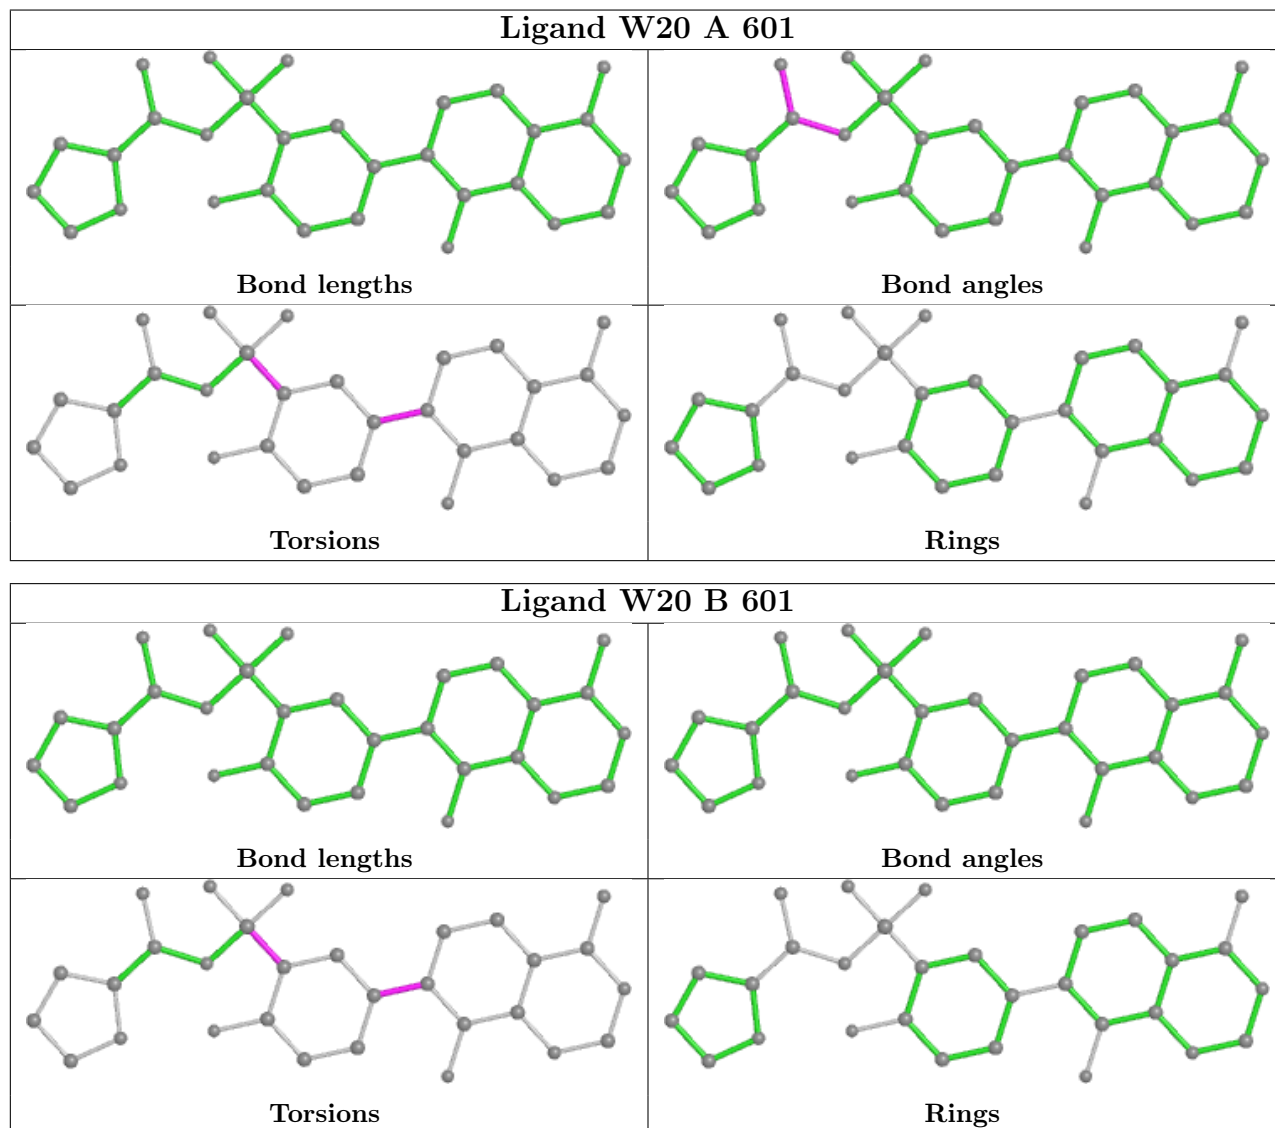 Ligand W20 A 601
Bond lengths
Bond angles
Torsions
Rings
Ligand W20 B 601
Bond lengths
Bond angles
Torsions
Rings